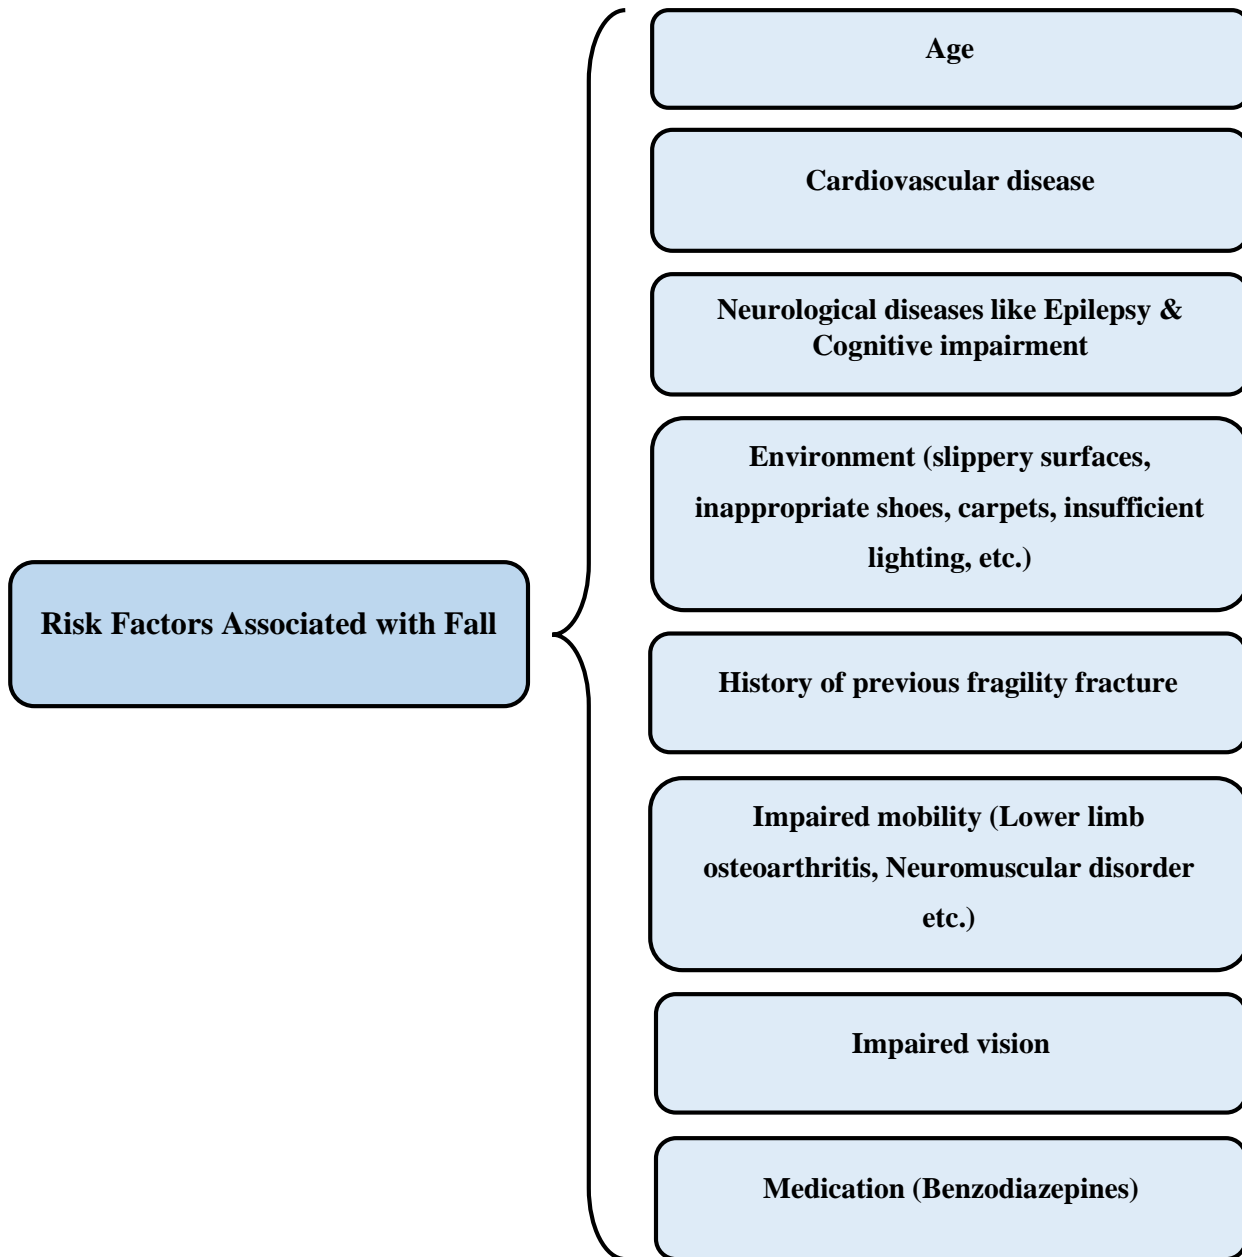 Age
Cardiovascular disease
Neurological diseases like Epilepsy &
Cognitive impairment
Environment (slippery surfaces,
inappropriate shoes, carpets, insufficient
lighting, etc.)
Risk Factors Associated with Fall
History of previous fragility fracture
Impaired mobility (Lower limb
osteoarthritis, Neuromuscular disorder
etc.)
Impaired vision
Medication (Benzodiazepines)